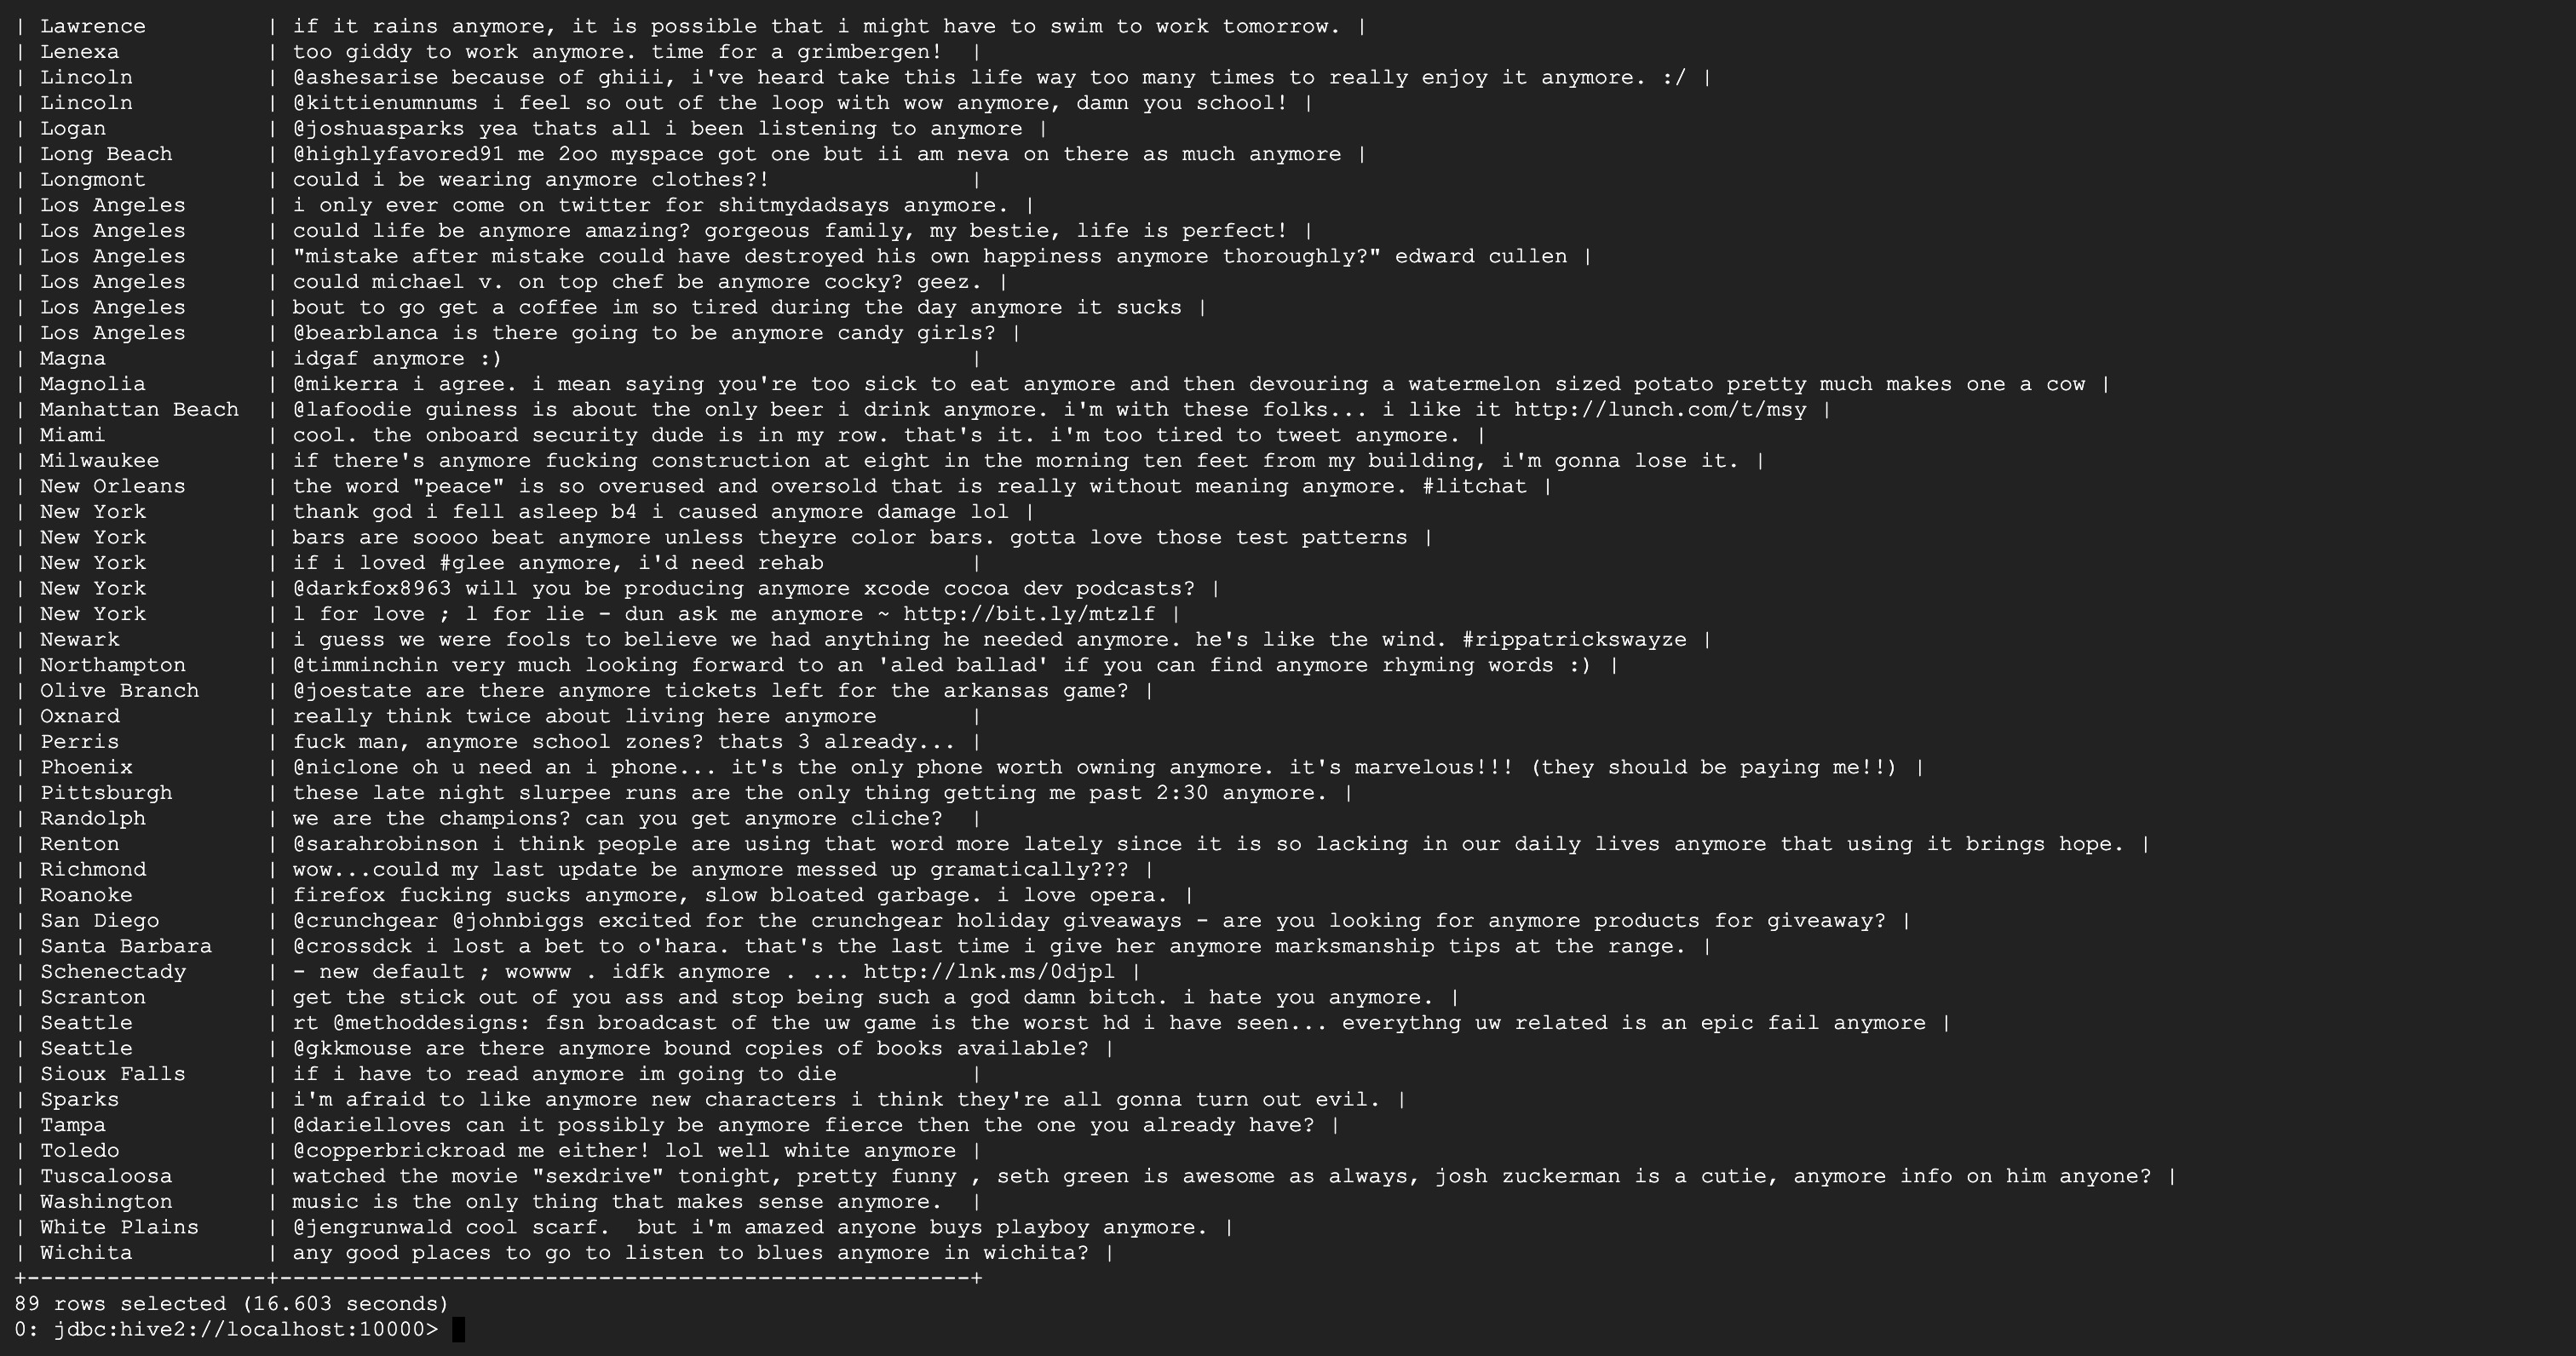 | Lawrence | if it rains anymore, it is possible that i might have to swim to work tomorrow. |
| Lenexa | too giddy to work anymore. time for a grimbergen! |
| Lincoln | @ashesarise because of ghiii, i've heard take this life way too many times to really enjoy it anymore. :/ |
| Lincoln | @kittienumnums i feel so out of the loop with wow anymore, damn you school! |
| Logan | @joshuasparks yea thats all i been listening to anymore |
| Long Beach | @highlyfavored91 me 2oo myspace got one but ii am neva on there as much anymore |
| Longmont | could i be wearing anymore clothes?! |
| Los Angeles | i only ever come on twitter for shitmydadsays anymore. |
| Los Angeles | could life be anymore amazing? gorgeous family, my bestie, life is perfect! |
| Los Angeles | "mistake after mistake could have destroyed his own happiness anymore thoroughly?" edward cullen |
| Los Angeles | could michael v. on top chef be anymore cocky? geez. |
| Los Angeles | bout to go get a coffee im so tired during the day anymore it sucks |
| Los Angeles | @bearblanca is there going to be anymore candy girls? |
| Magna | idgaf anymore :) |
| Magnolia | @mikerra i agree. i mean saying you're too sick to eat anymore and then devouring a watermelon sized potato pretty much makes one a cow |
| Manhattan Beach | @lafoodie guiness is about the only beer i drink anymore. i'm with these folks... i like it http://lunch.com/t/msy |
| Miami | cool. the onboard security dude is in my row. that's it. i'm too tired to tweet anymore. |
| Milwaukee | if there's anymore fucking construction at eight in the morning ten feet from my building, i'm gonna lose it. |
| New Orleans | the word "peace" is so overused and oversold that is really without meaning anymore. #litchat |
| New York | thank god i fell asleep b4 i caused anymore damage lol |
| New York | bars are soooo beat anymore unless theyre color bars. gotta love those test patterns |
| New York | if i loved #glee anymore, i'd need rehab |
| New York | @darkfox8963 will you be producing anymore xcode cocoa dev podcasts? |
| New York | l for love ; l for lie - dun ask me anymore ~ http://bit.ly/mtzlf |
| Newark | i guess we were fools to believe we had anything he needed anymore. he's like the wind. #rippatrickswayze |
| Northampton | @timminchin very much looking forward to an 'aled ballad' if you can find anymore rhyming words :) |
| Olive Branch | @joestate are there anymore tickets left for the arkansas game? |
| Oxnard | really think twice about living here anymore |
| Perris | fuck man, anymore school zones? thats 3 already... |
| Phoenix | @niclone oh u need an i phone... it's the only phone worth owning anymore. it's marvelous!!! (they should be paying me!!) |
| Pittsburgh | these late night slurpee runs are the only thing getting me past 2:30 anymore. |
| Randolph | we are the champions? can you get anymore cliche? |
| Renton | @sarahrobinson i think people are using that word more lately since it is so lacking in our daily lives anymore that using it brings hope. |
| Richmond | wow...could my last update be anymore messed up gramatically??? |
| Roanoke | firefox fucking sucks anymore, slow bloated garbage. i love opera. |
| San Diego | @crunchgear @johnbiggs excited for the crunchgear holiday giveaways - are you looking for anymore products for giveaway? |
| Santa Barbara | @crossdck i lost a bet to o'hara. that's the last time i give her anymore marksmanship tips at the range. |
| Schenectady | - new default ; wowww . idfk anymore . ... http://lnk.ms/0djpl |
| Scranton | get the stick out of you ass and stop being such a god damn bitch. i hate you anymore. |
| Seattle | rt @methoddesigns: fsn broadcast of the uw game is the worst hd i have seen... everythng uw related is an epic fail anymore |
| Seattle | @gkkmouse are there anymore bound copies of books available? |
| Sioux Falls | if i have to read anymore im going to die |
| Sparks | i'm afraid to like anymore new characters i think they're all gonna turn out evil. |
| Tampa | @darielloves can it possibly be anymore fierce then the one you already have? |
| Toledo | @copperbrickroad me either! lol well white anymore |
| Tuscaloosa | watched the movie "sexdrive" tonight, pretty funny , seth green is awesome as always, josh zuckerman is a cutie, anymore info on him anyone? |
| Washington | music is the only thing that makes sense anymore. |
| White Plains | @jengrunwald cool scarf.  but i'm amazed anyone buys playboy anymore. |
| Wichita | any good places to go to listen to blues anymore in wichita? |
+------------------+----------------------------------------------------+
89 rows selected (16.603 seconds)
0: jdbc:hive2://localhost:10000>